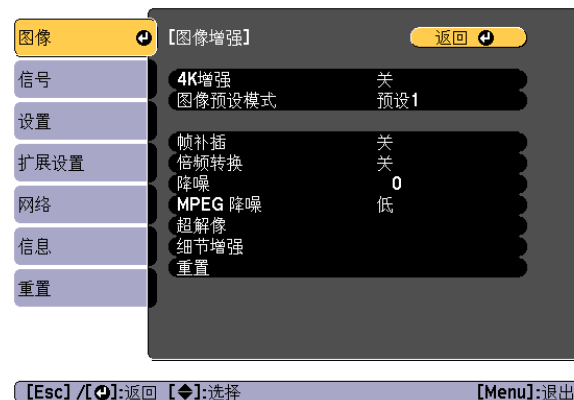 图像
信号
设置
扩展设置
网络
信息
重置
[图像增强] 返回
4K增强 关
图像预设模式 预设1
帧补插 关
倍频转换 关
降噪 0
MPEG 降噪 低
超解像
细节增强
重置
[Esc] /[ ]:返回 [ ]:选择 [Menu]:退出